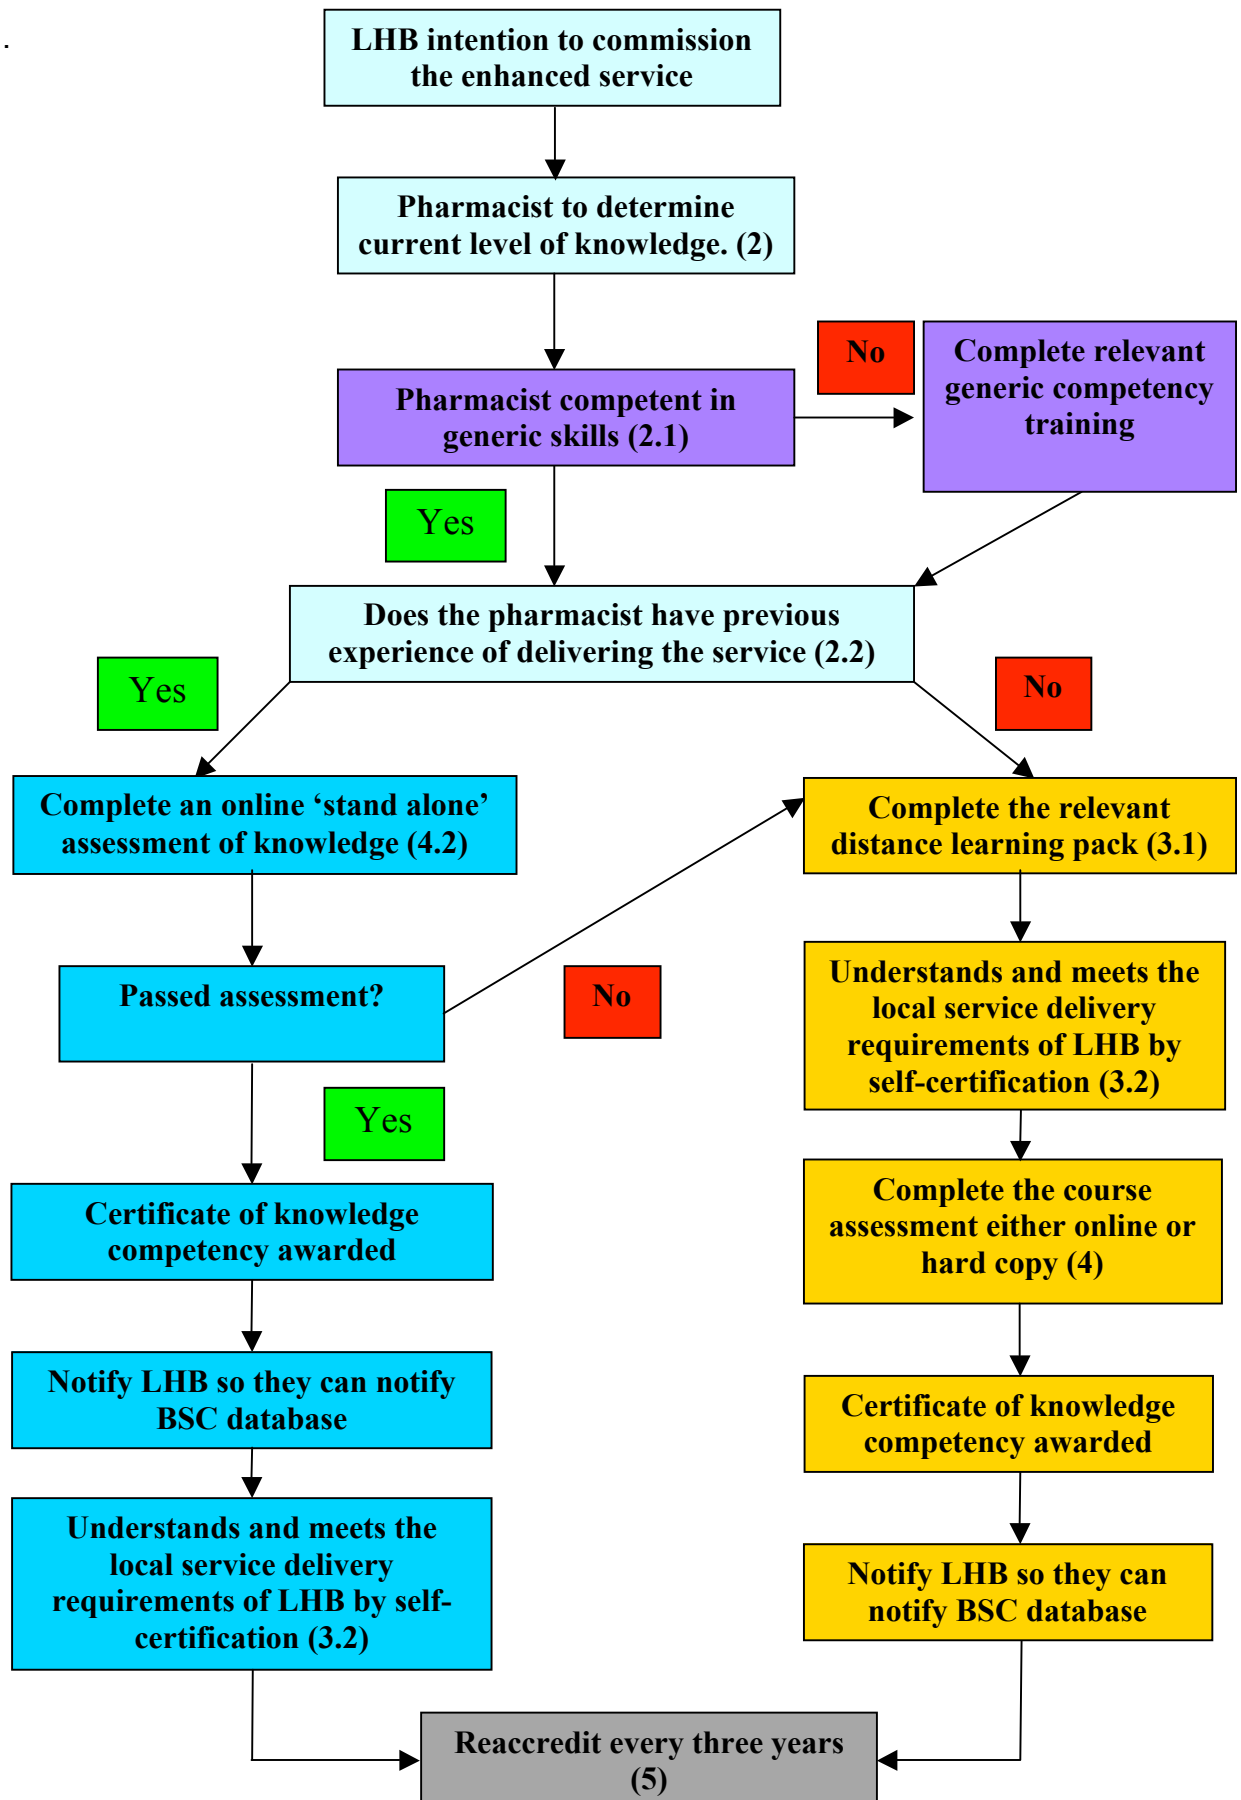 .
LHB intention to commission
the enhanced service
Pharmacist to determine
current level of knowledge. (2)
No
Complete relevant
generic competency
training
Pharmacist competent in
generic skills (2.1)
Yes
Does the pharmacist have previous
experience of delivering the service (2.2)
Yes
No
Complete an online ‘stand alone’
assessment of knowledge (4.2)
Complete the relevant
distance learning pack (3.1)
Passed assessment?
No
Understands and meets the
local service delivery
requirements of LHB by
self-certification (3.2)
Yes
Certificate of knowledge
competency awarded
Complete the course
assessment either online or
hard copy (4)
Notify LHB so they can notify
BSC database
Certificate of knowledge
competency awarded
Understands and meets the
local service delivery
requirements of LHB by self-
certification (3.2)
Notify LHB so they can
notify BSC database
Reaccredit every three years
(5)